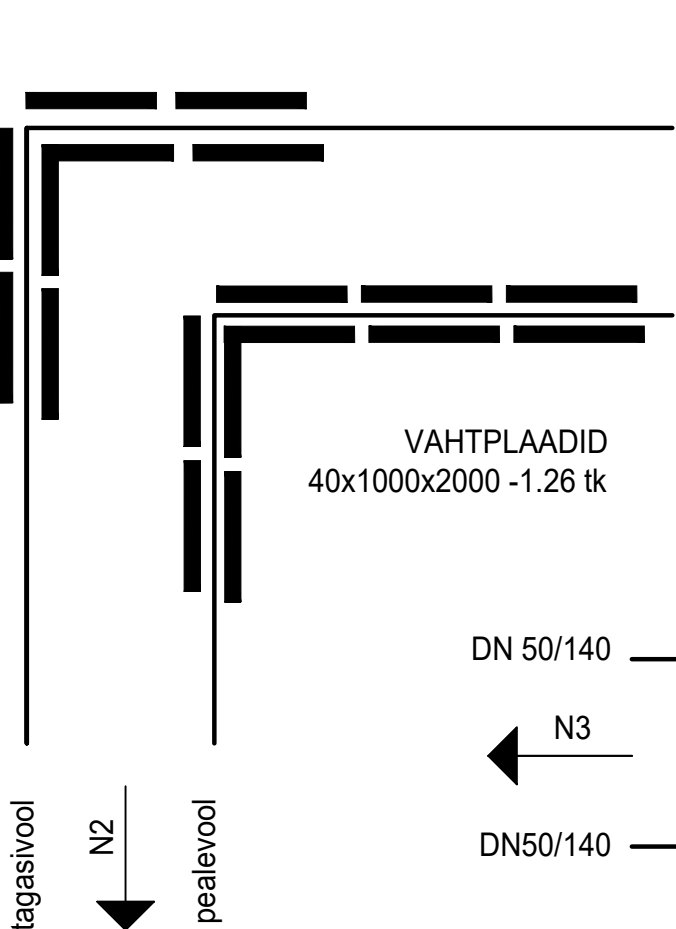 VAHTPLAADID
40x1000x2000 -1.26 tk
DN 50/140
N3
DN50/140
tagasivool
N2
pealevool